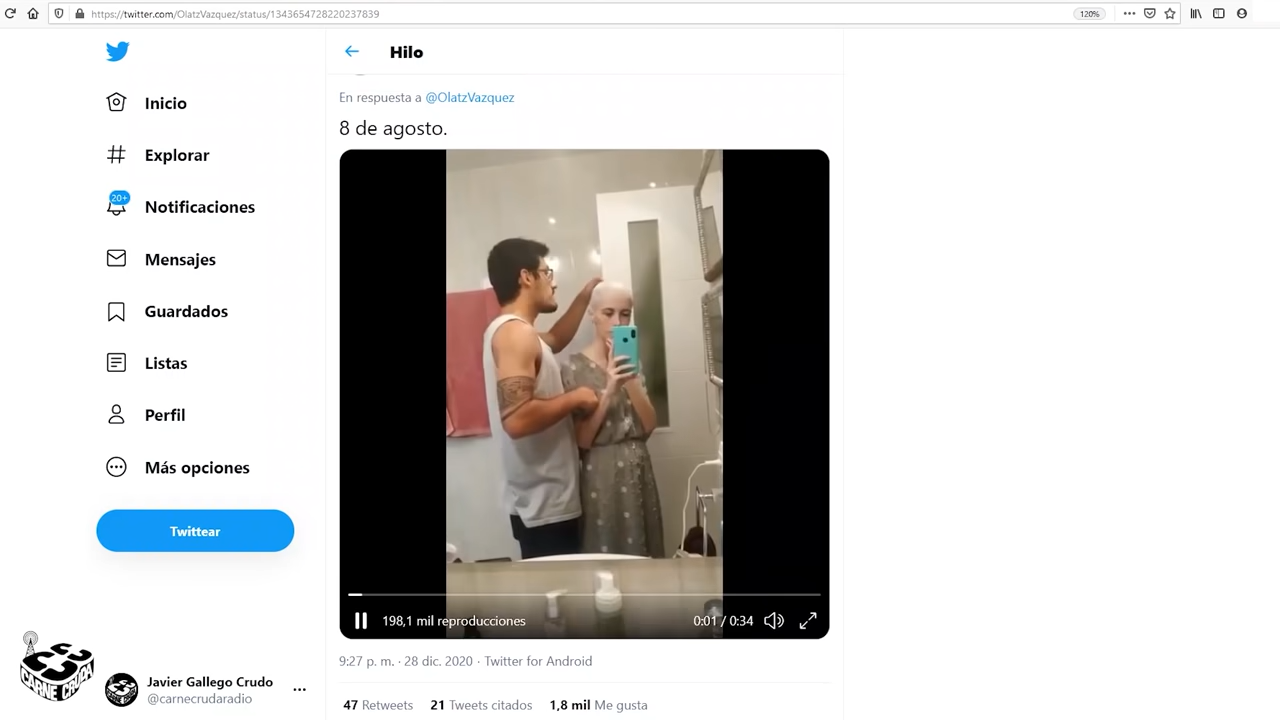 https://twitter.com/OlatzVazquez/status/1343654728220237839
120%
Hilo
Inicio
Explorar
20+
Notificaciones
Mensajes
Guardados
Listas
Perfil
Más opciones
Twittear
CARNE CRUDA
Javier Gallego Crudo
@carnecrudaradio
En respuesta a @OlatzVazquez
8 de agosto.
198,1 mil reproducciones
0:01 / 0:34
9:27 p. m. · 28 dic. 2020 · Twitter for Android
47 Retweets 21 Tweets citados 1,8 mil Me gusta